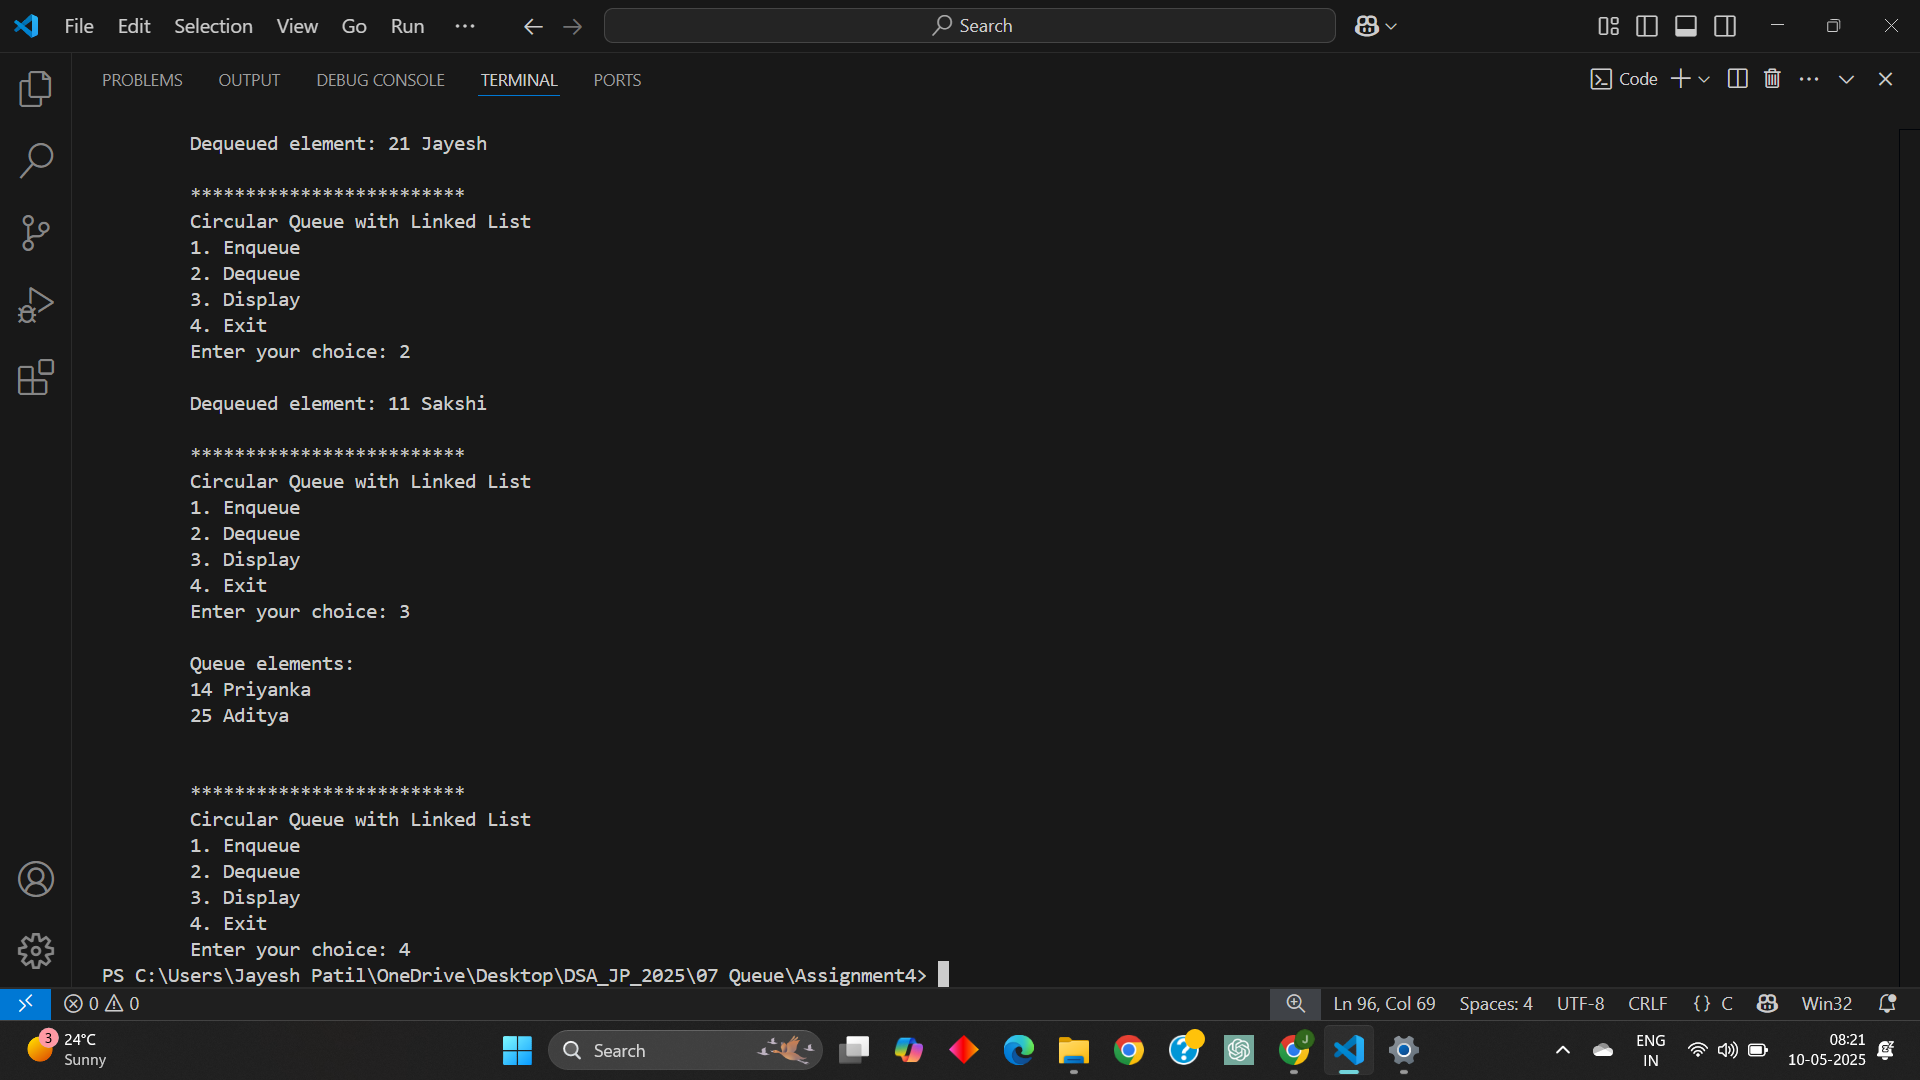 File Edit Selection View Go Run ··· Search
PROBLEMS OUTPUT DEBUG CONSOLE TERMINAL PORTS Code
Dequeued element: 21 Jayesh
*************************
Circular Queue with Linked List
1. Enqueue
2. Dequeue
3. Display
4. Exit
Enter your choice: 2
Dequeued element: 11 Sakshi
*************************
Circular Queue with Linked List
1. Enqueue
2. Dequeue
3. Display
4. Exit
Enter your choice: 3
Queue elements:
14 Priyanka
25 Aditya
*************************
Circular Queue with Linked List
1. Enqueue
2. Dequeue
3. Display
4. Exit
Enter your choice: 4
PS C:\Users\Jayesh Patil\OneDrive\Desktop\DSA_JP_2025\07 Queue\Assignment4>
0 0 Ln 96, Col 69 Spaces: 4 UTF-8 CRLF {} C Win32
3 24°C Search J ENG 08:21
Sunny IN 10-05-2025